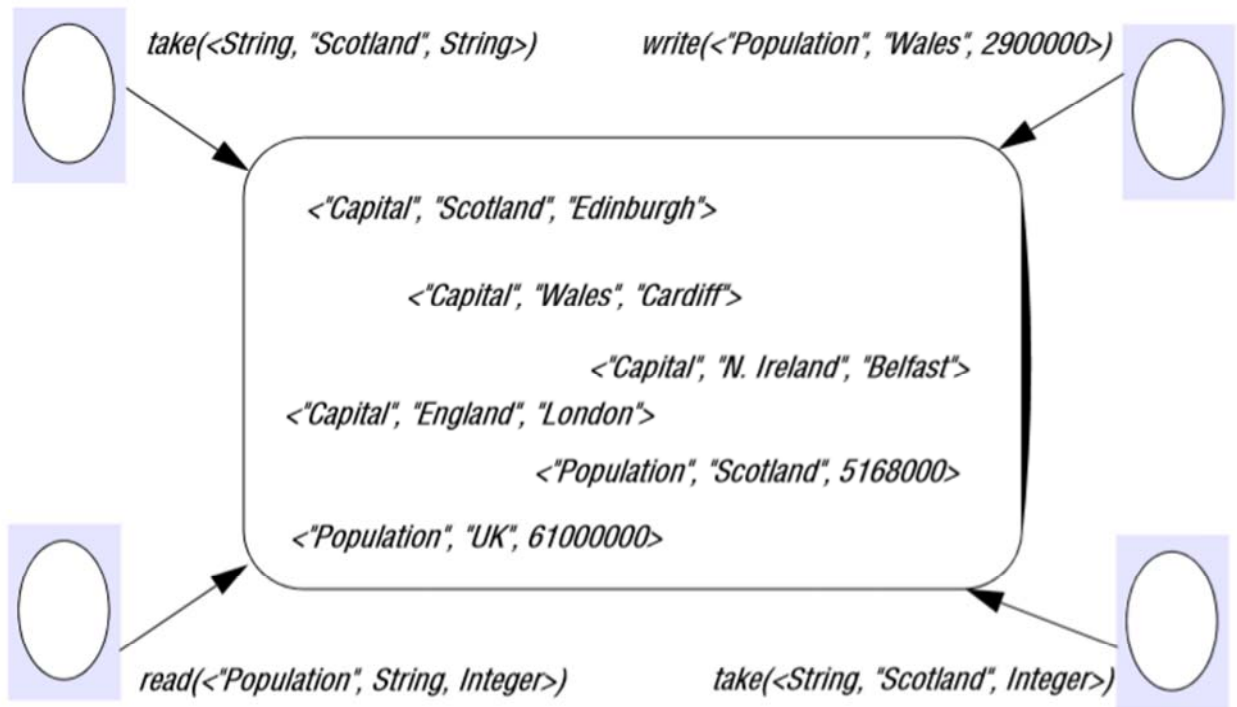 take(<String, "Scotland", String>)
write(<"Population", "Wales", 2900000>)
<"Capital", "Scotland", "Edinburgh">
<"Capital", "Wales", "Cardiff">
<"Capital", "N. Ireland", "Belfast">
<"Capital", "England", "London">
<"Population", "Scotland", 5168000>
<"Population", "UK", 61000000>
read(<"Population", String, Integer>)
take(<String, "Scotland", Integer>)